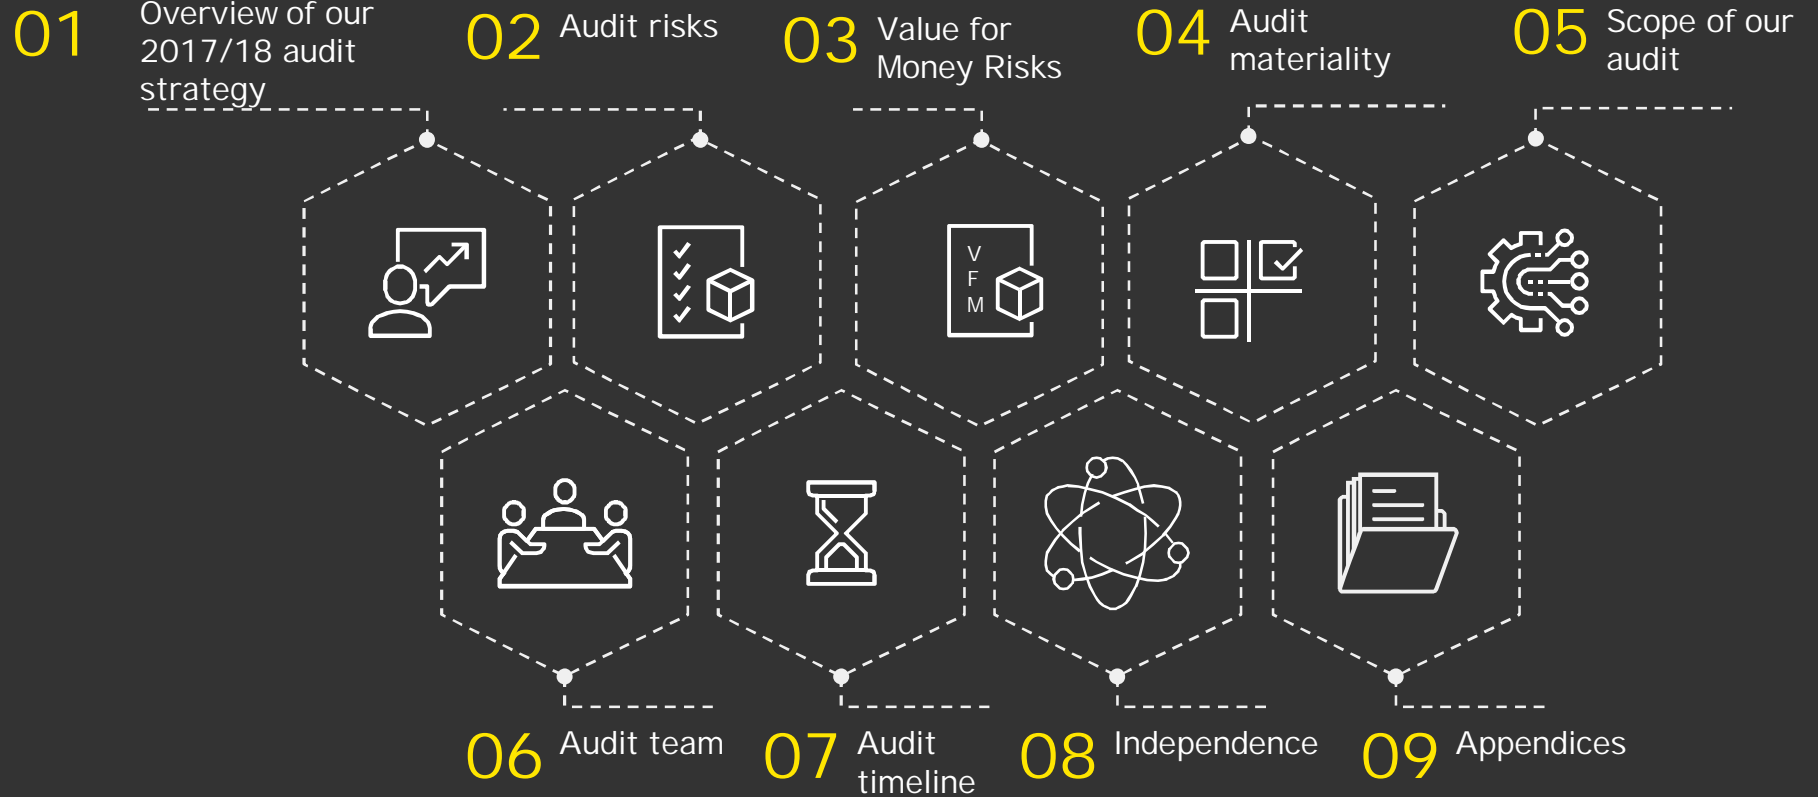 01
Overview of our
2017/18 audit
strategy
02
Audit risks
03
Value for
Money Risks
04
Audit
materiality
05
Scope of our
audit
V
F
M
06
Audit team
07
Audit
timeline
08
Independence
09
Appendices